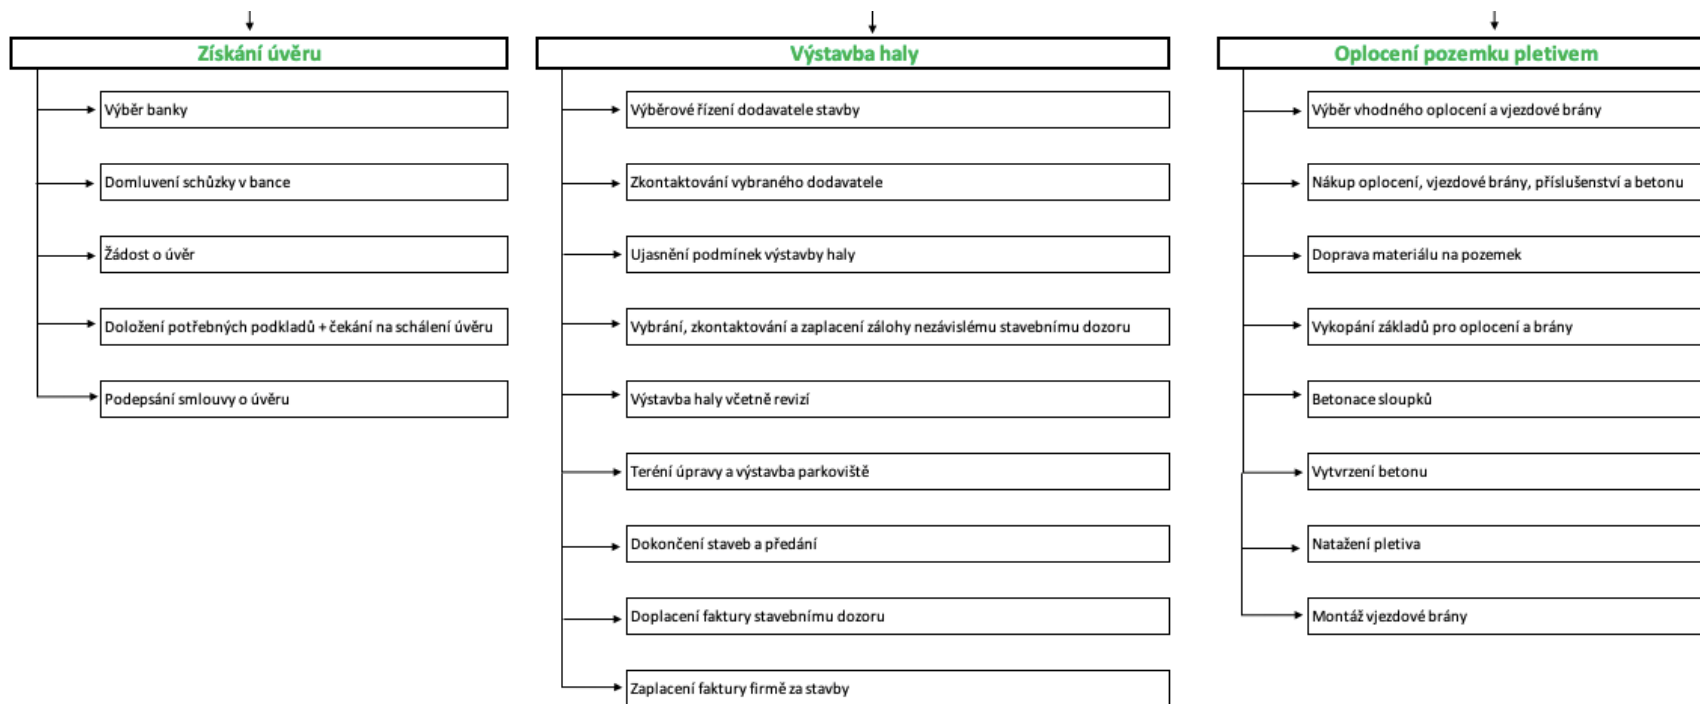 Získání úvěru
Výběr banky
Domluvení schůzky v bance
Žádost o úvěr
Doložení potřebných podkladů + čekání na schálení úvěru
Podepsání smlouvy o úvěru
Výstavba haly
Výběrové řízení dodavatele stavby
Zkontaktování vybraného dodavatele
Ujasnění podmínek výstavby haly
Vybrání, zkontaktování a zaplacení zálohy nezávislému stavebnímu dozoru
Výstavba haly včetně revizí
Teréní úpravy a výstavba parkoviště
Dokončení staveb a předání
Doplacení faktury stavebnímu dozoru
Zaplacení faktury firmě za stavby
Oplocení pozemku pletivem
Výběr vhodného oplocení a vjezdové brány
Nákup oplocení, vjezdové brány, příslušenství a betonu
Doprava materiálu na pozemek
Vykopání základů pro oplocení a brány
Betonace sloupků
Vytvrzení betonu
Natažení pletiva
Montáž vjezdové brány